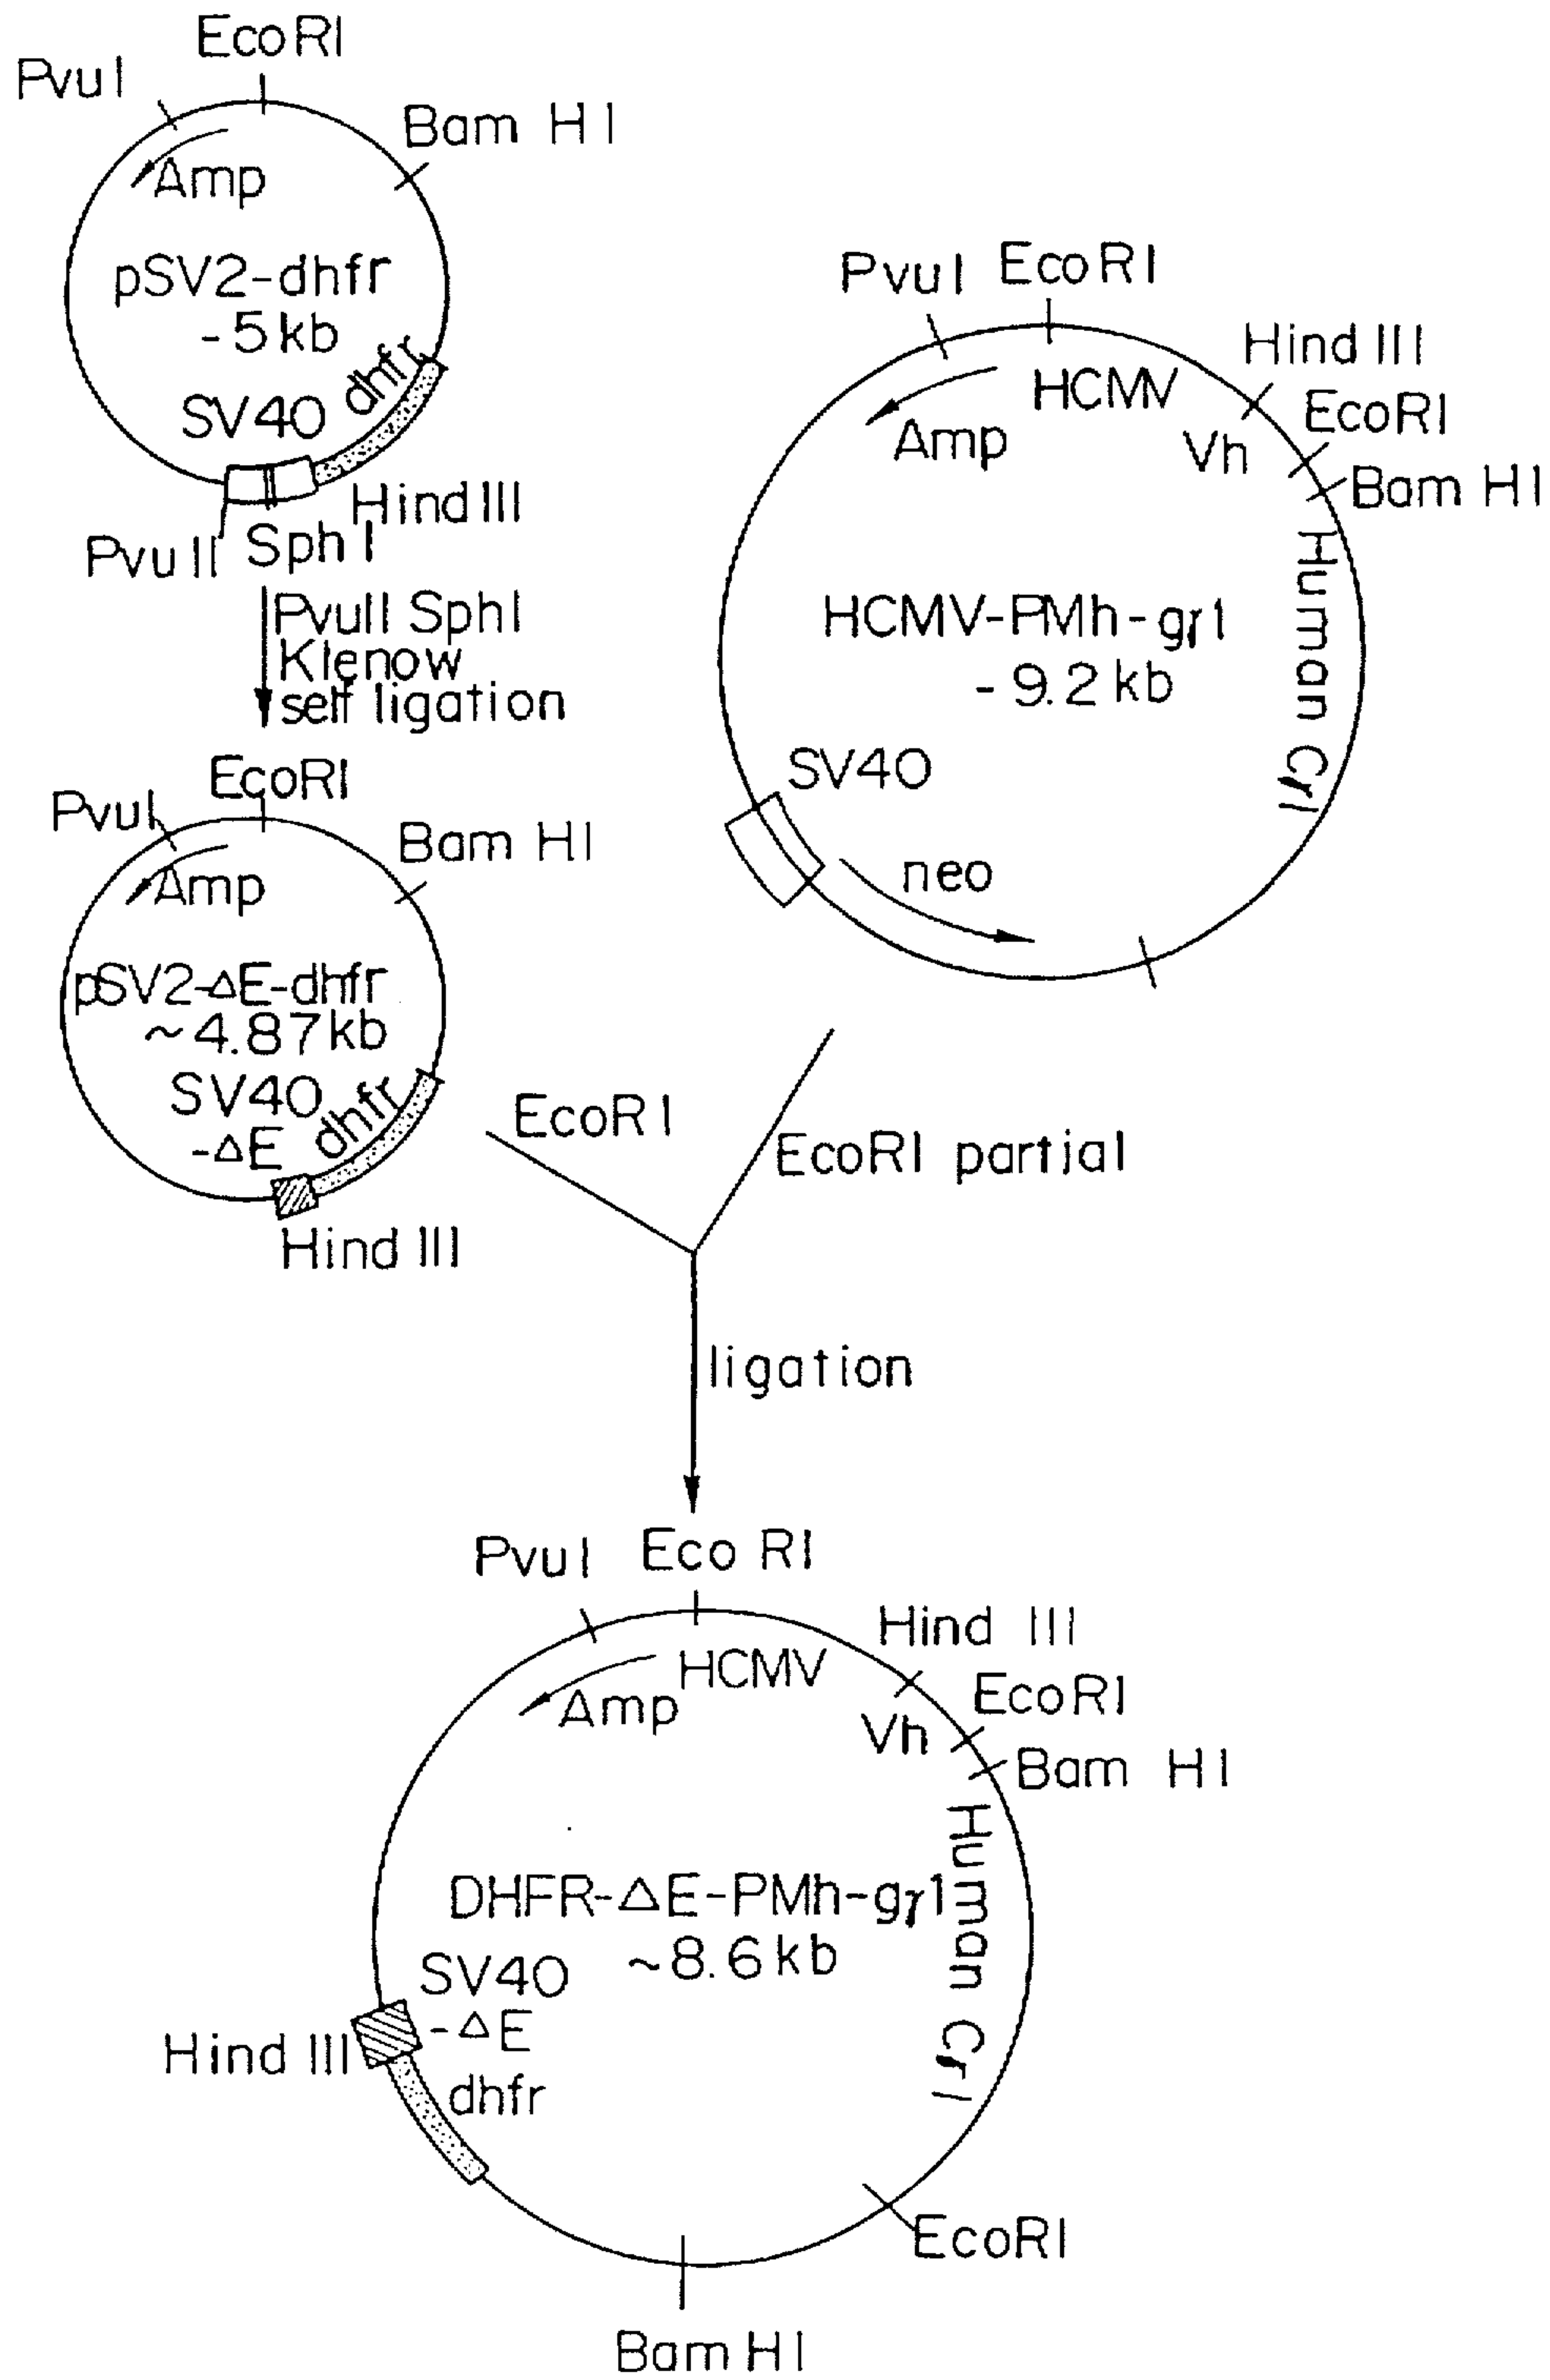 EcoRI
PvuI
Bam HI
Amp
pSV2-dhfr
-5kb
dhfr
SV40
Hind III
PvuII
SphI
PvuII SphI
Klenow
self ligation
PvuI
EcoRI
Hind III
HCMV
EcoRI
Amp
Vh
Bam HI
HCMV-PMh-gγ1
-9.2kb
Human Cγ1
SV40
neo
EcoRI
PvuI
Bam HI
Amp
pSV2-ΔE-dhfr
~4.87kb
SV40
-ΔE
dhfr
Hind III
EcoRI
EcoRI partial
ligation
PvuI
Eco RI
Hind III
HCMV
Amp
EcoRI
Vh
Bam HI
DHFR-ΔE-PMh-gγ1
~8.6kb
Human Cγ1
SV40
-ΔE
Hind III
dhfr
EcoRI
Bam HI